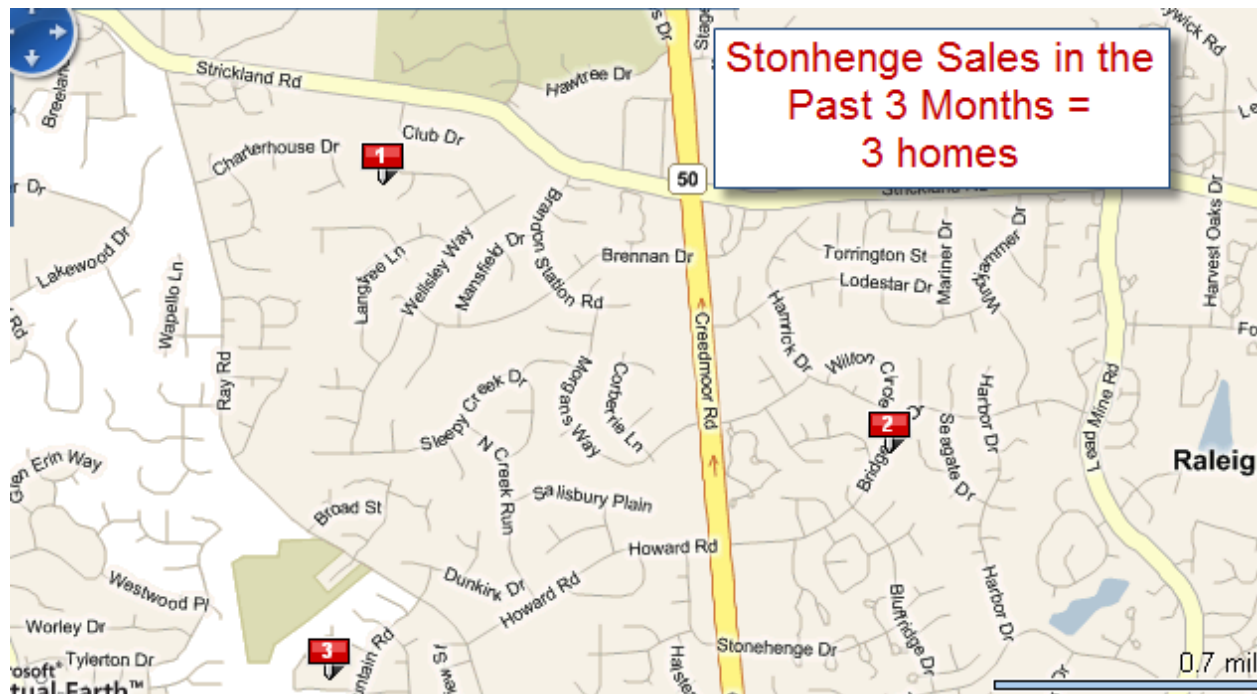 Stonhenge Sales in the
Past 3 Months =
3 homes
Strickland Rd
Hawtree Dr
Club Dr
Charterhouse Dr
1
50
Lakewood Dr
Wapello Ln
Langtree Ln
Wellsley Way
Mansfield Dr
Brandon Station Rd
Brennan Dr
Torrington St
Lodestar Dr
Mariner Dr
Windjammer Dr
Harvest Oaks Dr
Ray Rd
Creedmoor Rd
Hamrick Dr
Wilton Circle
2
Harbor Dr
Seagate Dr
Lead Mine Rd
Raleig
Sleepy Creek Dr
Morgans Way
Corberrie Ln
N Creek Run
Salisbury Plain
Glen Erin Way
Broad St
Howard Rd
Dunkirk Dr
Howard Rd
Westwood Pl
Worley Dr
Tylerton Dr
3
Stonehenge Dr
Bluffridge Dr
Harbor Dr
0.7 mil